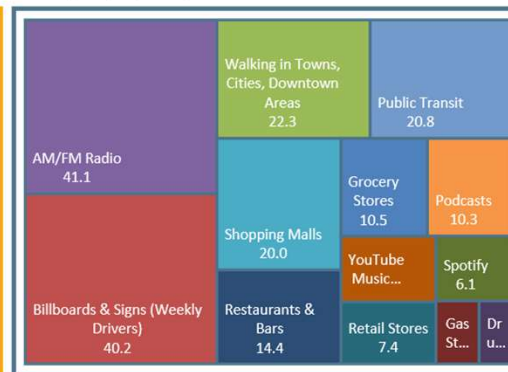 AM/FM Radio
41.1
Billboards & Signs (Weekly
Drivers)
40.2
Walking in Towns,
Cities, Downtown
Areas
22.3
Public Transit
20.8
Shopping Malls
20.0
Restaurants &
Bars
14.4
Grocery
Stores
10.5
Podcasts
10.3
YouTube
Music...
Spotify
6.1
Retail Stores
7.4
Gas
St...
Dr
u...